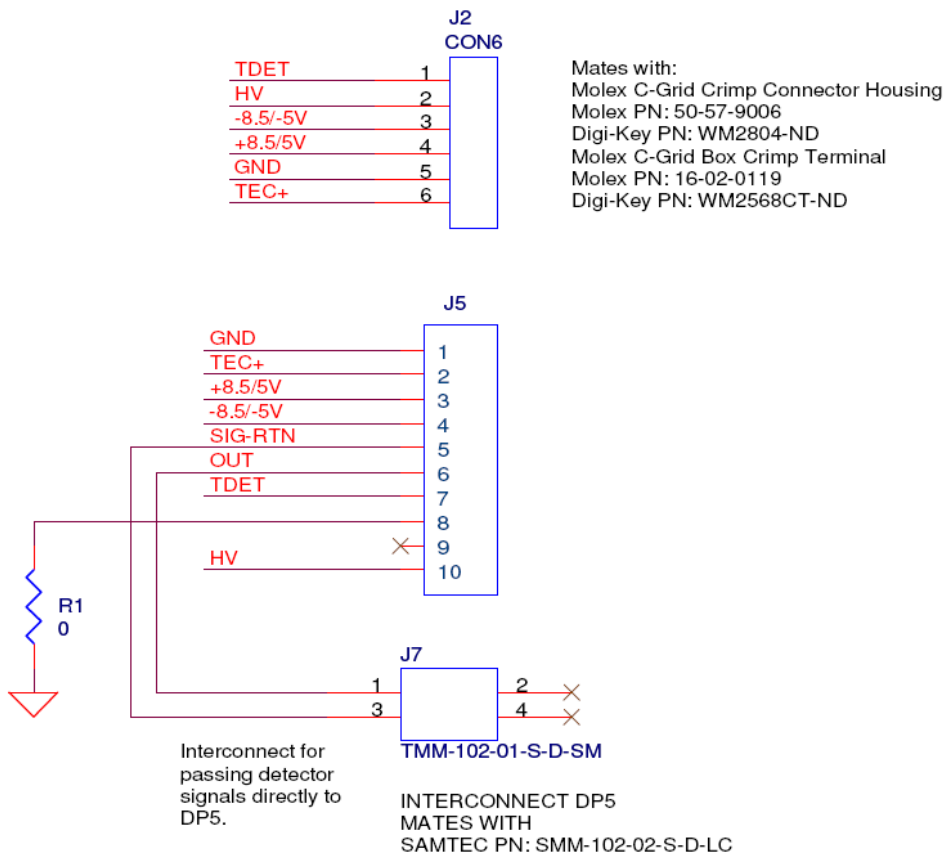 J2
CON6
TDET 1
HV 2
-8.5/-5V 3
+8.5/5V 4
GND 5
TEC+ 6
Mates with:
Molex C-Grid Crimp Connector Housing
Molex PN: 50-57-9006
Digi-Key PN: WM2804-ND
Molex C-Grid Box Crimp Terminal
Molex PN: 16-02-0119
Digi-Key PN: WM2568CT-ND
J5
GND 1
TEC+ 2
+8.5/5V 3
-8.5/-5V 4
SIG-RTN 5
OUT 6
TDET 7
8
9
HV 10
R1
0
J7
1 2
3 4
TMM-102-01-S-D-SM
Interconnect for
passing detector
signals directly to
DP5.
INTERCONNECT DP5
MATES WITH
SAMTEC PN: SMM-102-02-S-D-LC